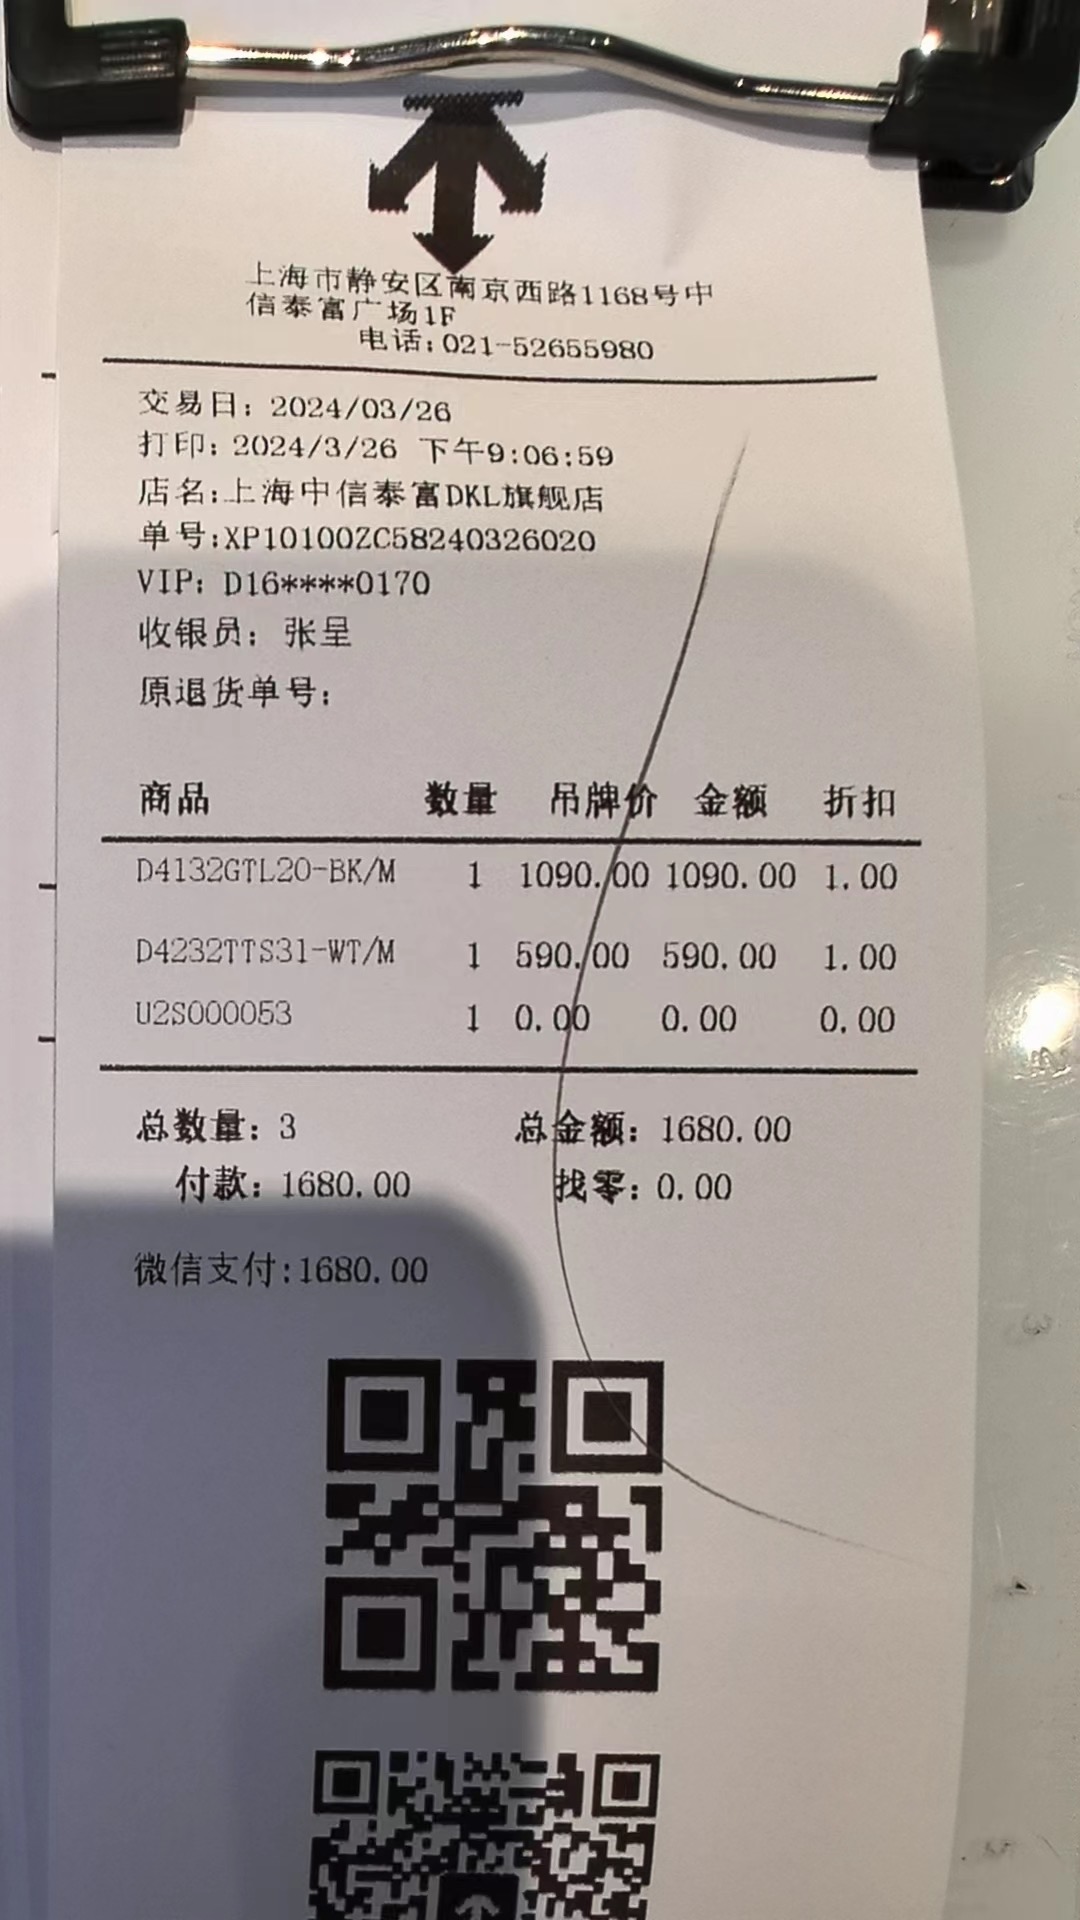 上海市静安区南京西路1168号中
信泰富广场1F
电话:021-52655980
交易日: 2024/03/26
打印: 2024/3/26 下午9:06:59
店名:上海中信泰富DKL旗舰店
单号:XP10100ZC58240326020
VIP: D16****0170
收银员: 张呈
原退货单号:
商品 数量 吊牌价 金额 折扣
D4132GTL20-BK/M 1 1090.00 1090.00 1.00
D4232TTS31-WT/M 1 590.00 590.00 1.00
U2S000053 1 0.00 0.00 0.00
总数量: 3 总金额: 1680.00
付款: 1680.00 找零: 0.00
微信支付:1680.00